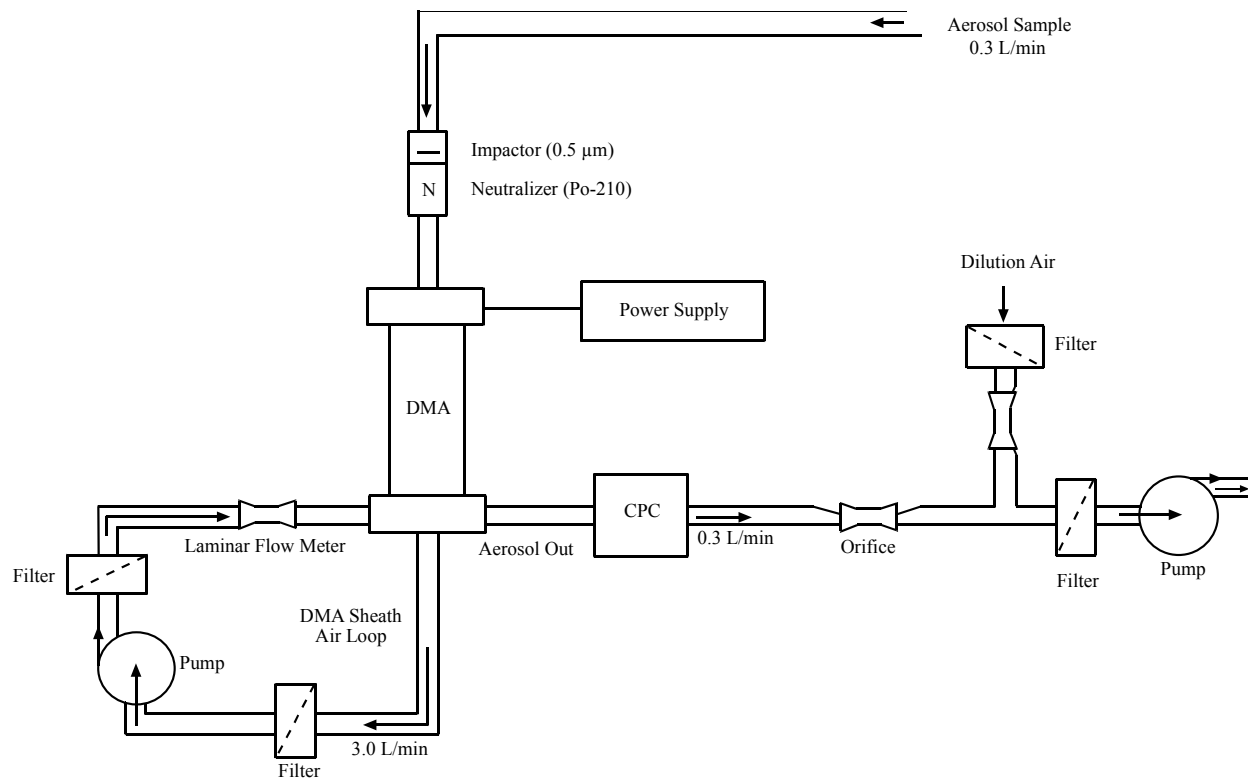 Aerosol Sample
0.3 L/min
Impactor (0.5 µm)
N
Neutralizer (Po-210)
Dilution Air
Power Supply
Filter
DMA
CPC
Laminar Flow Meter
Aerosol Out
0.3 L/min
Orifice
Filter
Filter
Pump
DMA Sheath
Air Loop
Pump
3.0 L/min
Filter